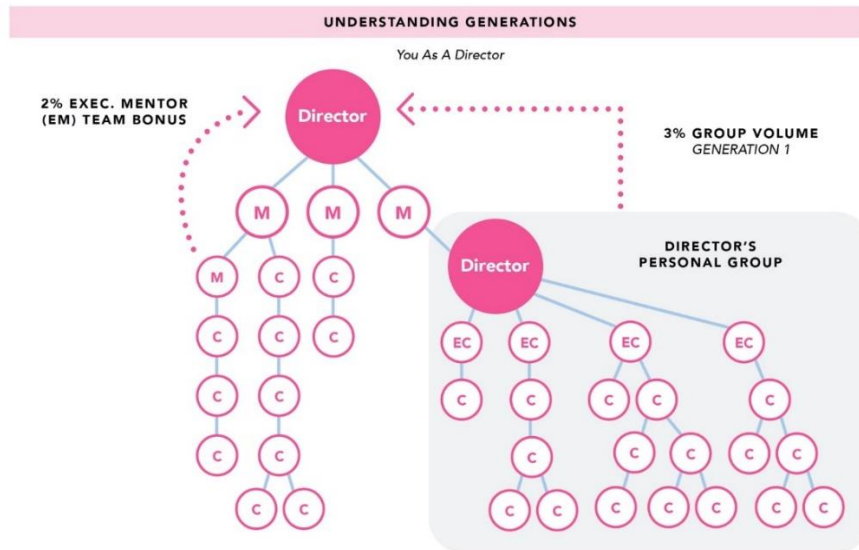 UNDERSTANDING GENERATIONS
You As A Director
2% EXEC. MENTOR
(EM) TEAM BONUS
Director
3% GROUP VOLUME
GENERATION 1
M M M
DIRECTOR'S
PERSONAL GROUP
Director
M C C
C C C
EC EC EC EC
C C
C C C C C
C C
C C C C C
C C
C C C C C C C